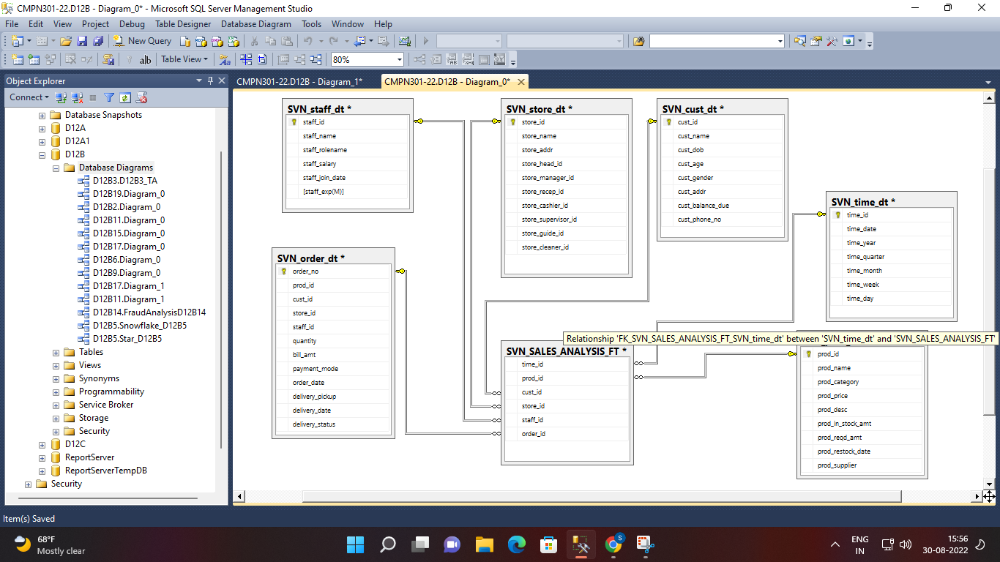 CMPN301-22.D12B - Diagram_0* - Microsoft SQL Server Management Studio
File Edit View Project Debug Table Designer Database Diagram Tools Window Help
New Query
ab Table View 80%
Object Explorer
Connect
Database Snapshots
D12A
D12A1
D12B
Database Diagrams
D12B3.D12B3_TA
D12B19.Diagram_0
D12B2.Diagram_0
D12B11.Diagram_0
D12B15.Diagram_0
D12B17.Diagram_0
D12B6.Diagram_0
D12B9.Diagram_0
D12B17.Diagram_1
D12B11.Diagram_1
D12B14.FraudAnalysisD12B14
D12B5.Snowflake_D12B5
D12B5.Star_D12B5
Tables
Views
Synonyms
Programmability
Service Broker
Storage
Security
D12C
ReportServer
ReportServerTempDB
Security
CMPN301-22.D12B - Diagram_1* CMPN301-22.D12B - Diagram_0*
SVN_staff_dt *
staff_id
staff_name
staff_rolename
staff_salary
staff_join_date
[staff_exp(M)]
SVN_store_dt *
store_id
store_name
store_addr
store_head_id
store_manager_id
store_recep_id
store_cashier_id
store_supervisor_id
store_guide_id
store_cleaner_id
SVN_cust_dt *
cust_id
cust_name
cust_dob
cust_age
cust_gender
cust_addr
cust_balance_due
cust_phone_no
SVN_time_dt *
time_id
time_date
time_year
time_quarter
time_month
time_week
time_day
SVN_order_dt *
order_no
prod_id
cust_id
store_id
staff_id
quantity
bill_amt
payment_mode
order_date
delivery_pickup
delivery_date
delivery_status
Relationship 'FK_SVN_SALES_ANALYSIS_FT_SVN_time_dt' between 'SVN_time_dt' and 'SVN_SALES_ANALYSIS_FT'
SVN_SALES_ANALYSIS_FT *
time_id
prod_id
cust_id
store_id
staff_id
order_id
prod_id
prod_name
prod_category
prod_price
prod_desc
prod_in_stock_amt
prod_reqd_amt
prod_restock_date
prod_supplier
Item(s) Saved
68°F
Mostly clear
S
ENG
IN
15:56
30-08-2022